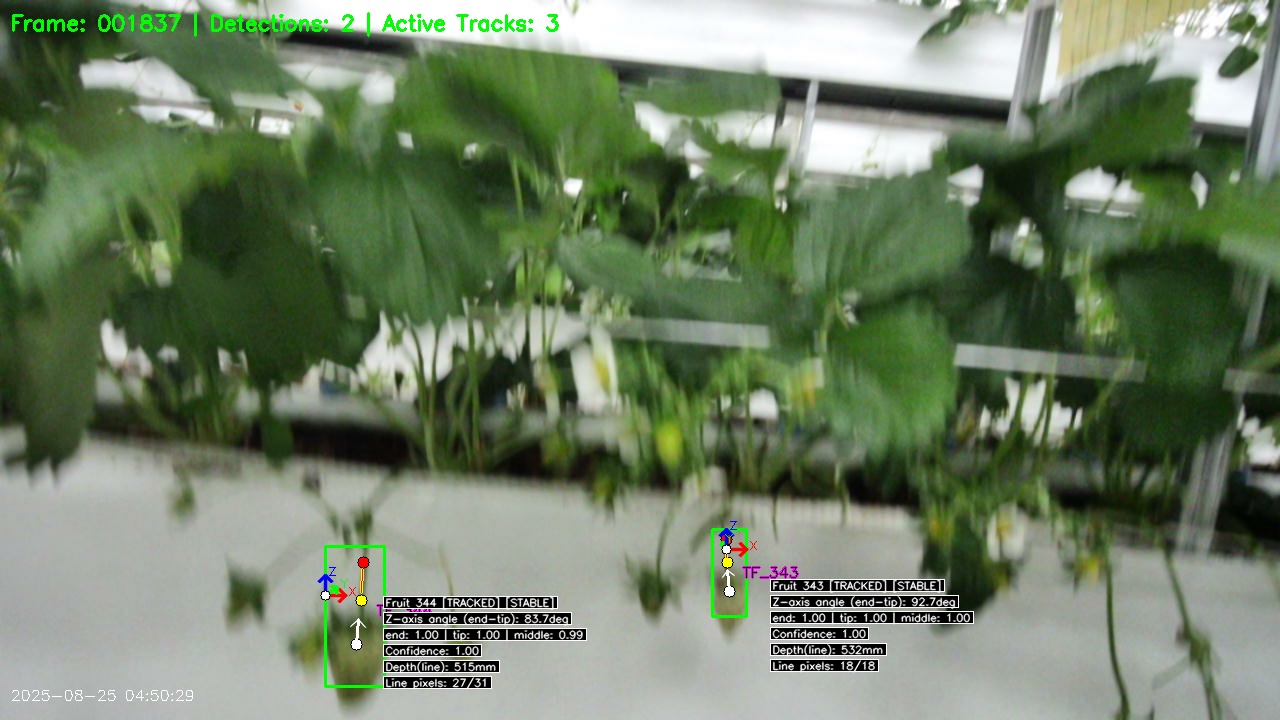 Frame: 001837 | Detections: 2 | Active Tracks: 3
Z
X
TF_343
Fruit 343 [TRACKED] [STABLE]
Z-axis angle (end-tip): 92.7deg
end: 1.00 | tip: 1.00 | middle: 1.00
Confidence: 1.00
Depth(line): 532mm
Line pixels: 18/18
Z
Y
X
Fruit 344 [TRACKED] [STABLE]
Z-axis angle (end-tip): 83.7deg
end: 1.00 | tip: 1.00 | middle: 0.99
Confidence: 1.00
Depth(line): 515mm
Line pixels: 27/31
2025-08-25 04:50:29